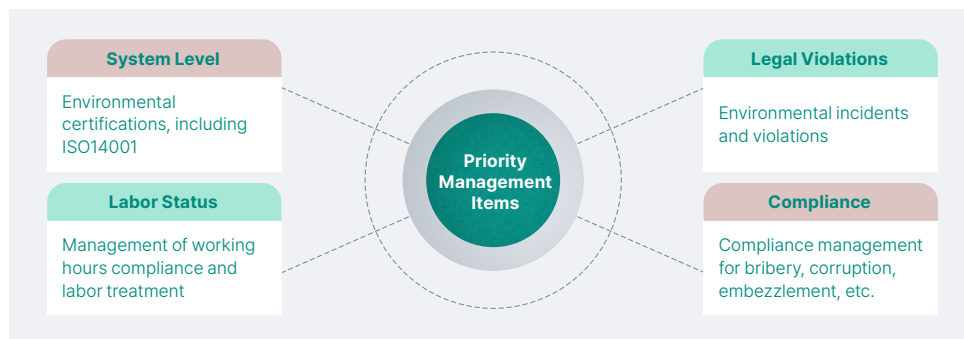 System Level
Environmental
certifications, including
ISO14001
Labor Status
Management of working
hours compliance and
labor treatment
Priority
Management
Items
Legal Violations
Environmental incidents
and violations
Compliance
Compliance management
for bribery, corruption,
embezzlement, etc.